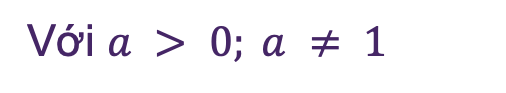 Với a > 0; a ≠ 1